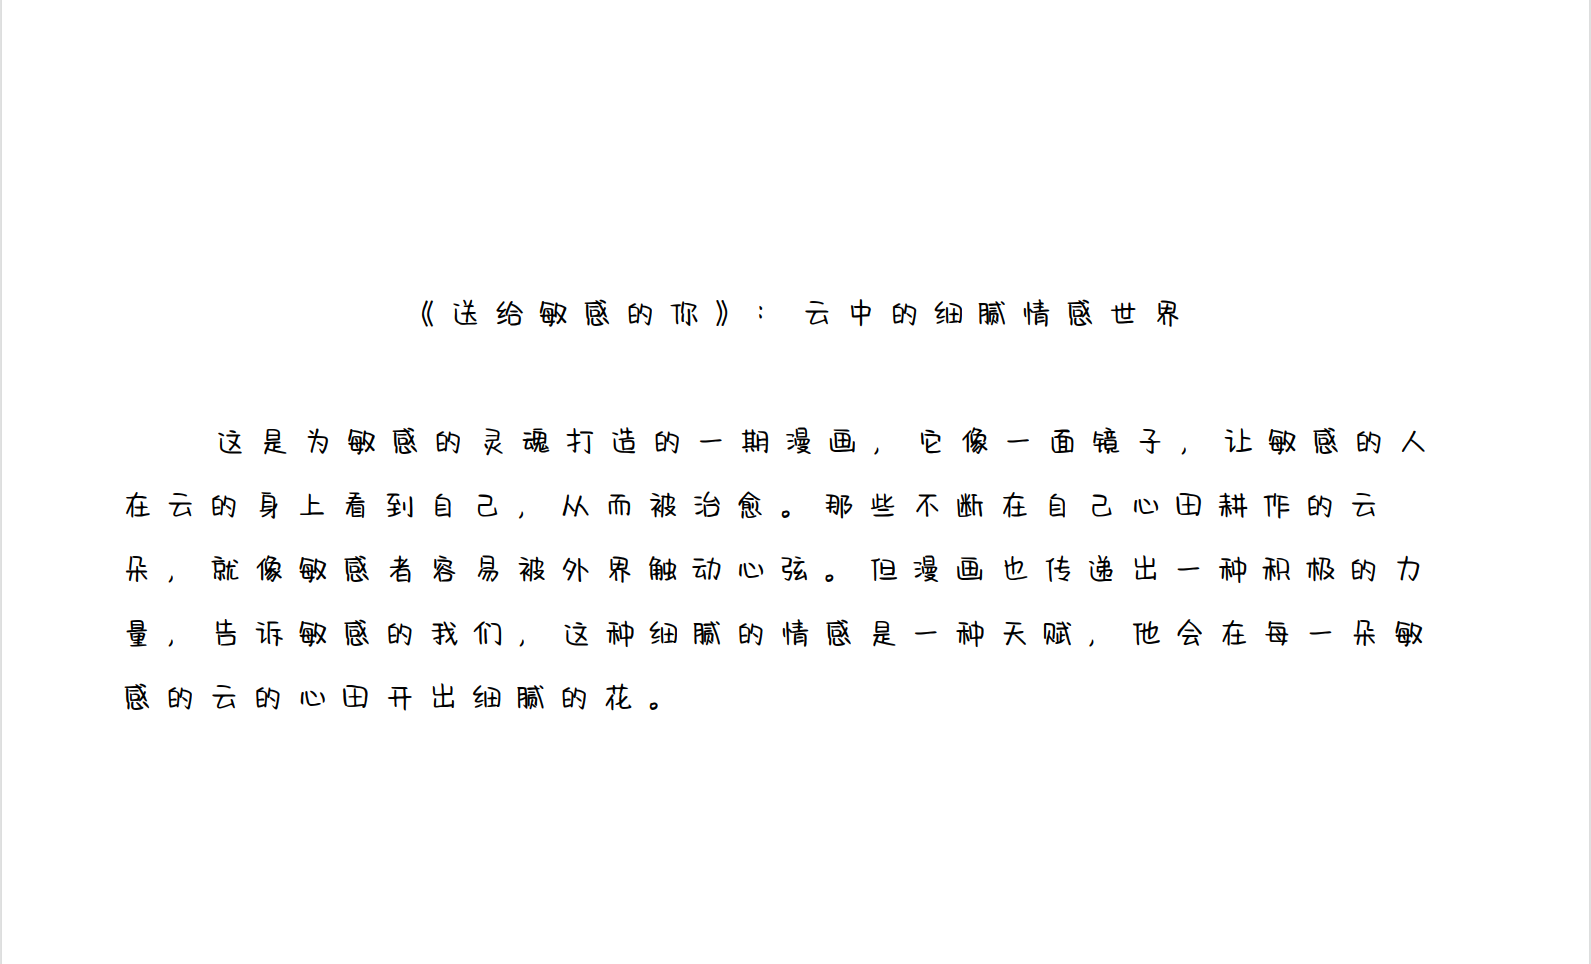 《送给敏感的你》：云中的细腻情感世界
这是为敏感的灵魂打造的一期漫画，它像一面镜子，让敏感的人
在云的身上看到自己，从而被治愈。那些不断在自己心田耕作的云
朵，就像敏感者容易被外界触动心弦。但漫画也传递出一种积极的力
量，告诉敏感的我们，这种细腻的情感是一种天赋，他会在每一朵敏
感的云的心田开出细腻的花。